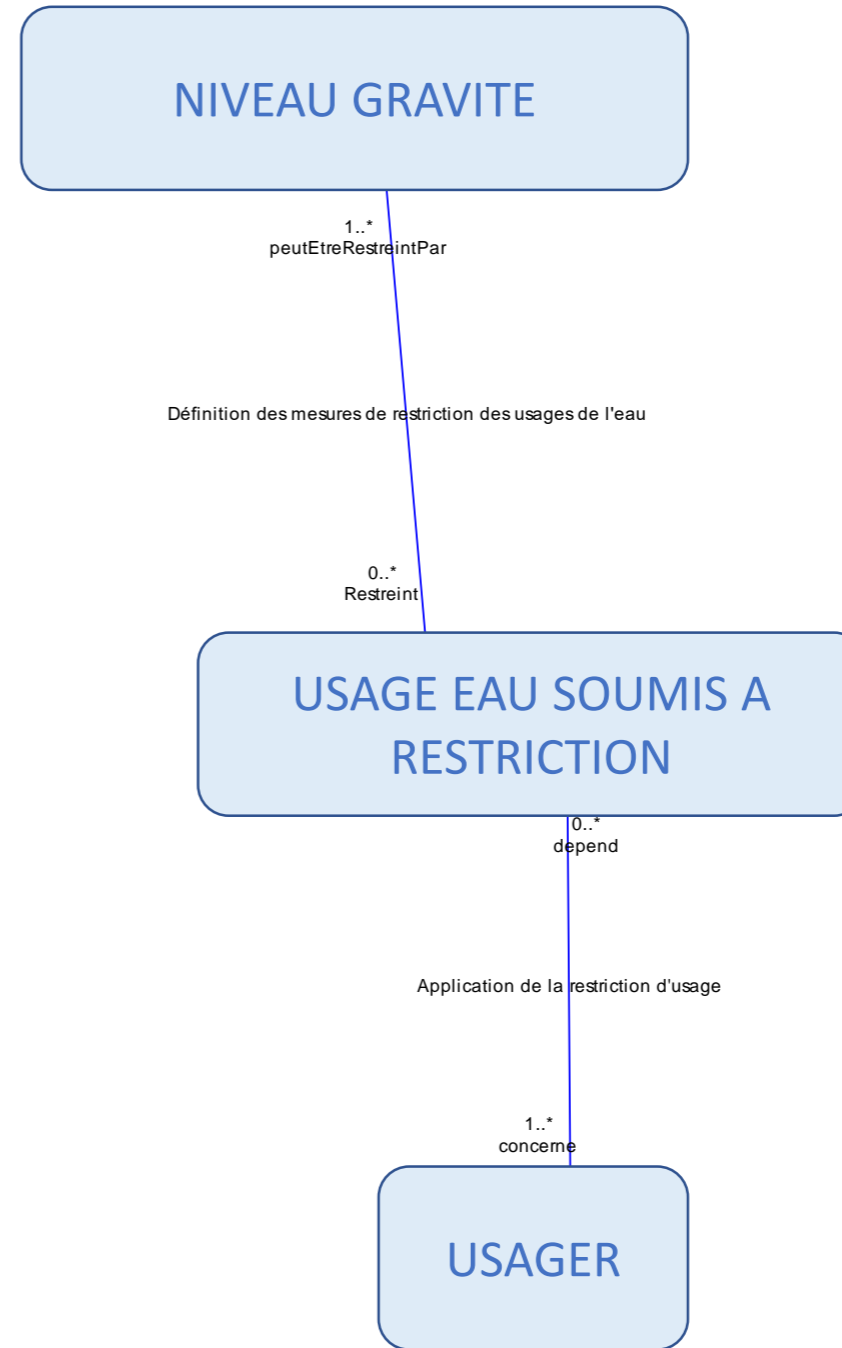 NIVEAU GRAVITE
1..*
peutEtreRestreintPar
Définition des mesures de restriction des usages de l'eau
0..*
Restreint
USAGE EAU SOUMIS A
RESTRICTION
0..*
depend
Application de la restriction d'usage
1..*
concerne
USAGER